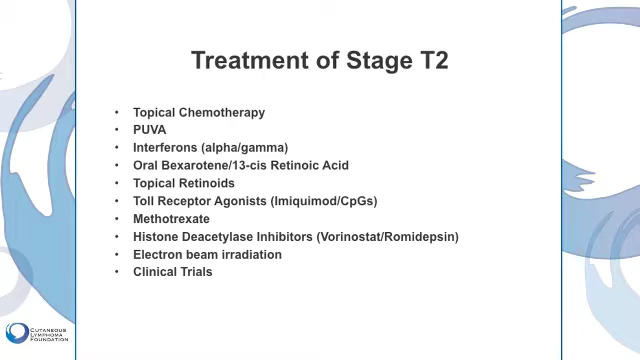 Treatment of Stage T2
• Topical Chemotherapy
• PUVA
• Interferons (alpha/gamma)
• Oral Bexarotene/13-cis Retinoic Acid
• Topical Retinoids
• Toll Receptor Agonists (Imiquimod/CpGs)
• Methotrexate
• Histone Deacetylase Inhibitors (Vorinostat/Romidepsin)
• Electron beam irradiation
• Clinical Trials
CUTANEOUS
LYMPHOMA
FOUNDATION